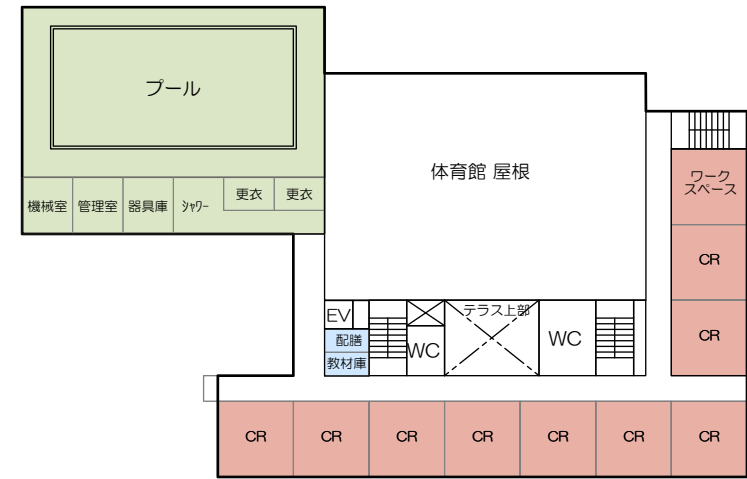 プール
体育館 屋根
ワーク
スペース
機械室
管理室
器具庫
ｼｬﾜｰ
更衣
更衣
CR
CR
EV
配膳
教材庫
WC
テラス上部
WC
CR
CR
CR
CR
CR
CR
CR